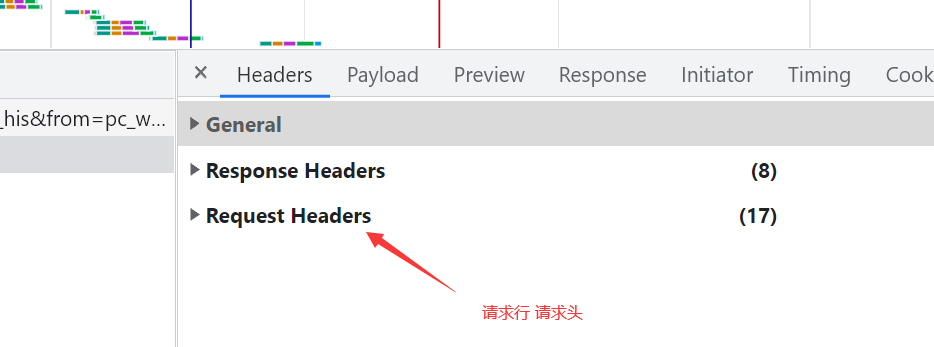 × Headers Payload Preview Response Initiator Timing Cook
General
_his&from=pc_w...
Response Headers (8)
Request Headers (17)
请求行 请求头